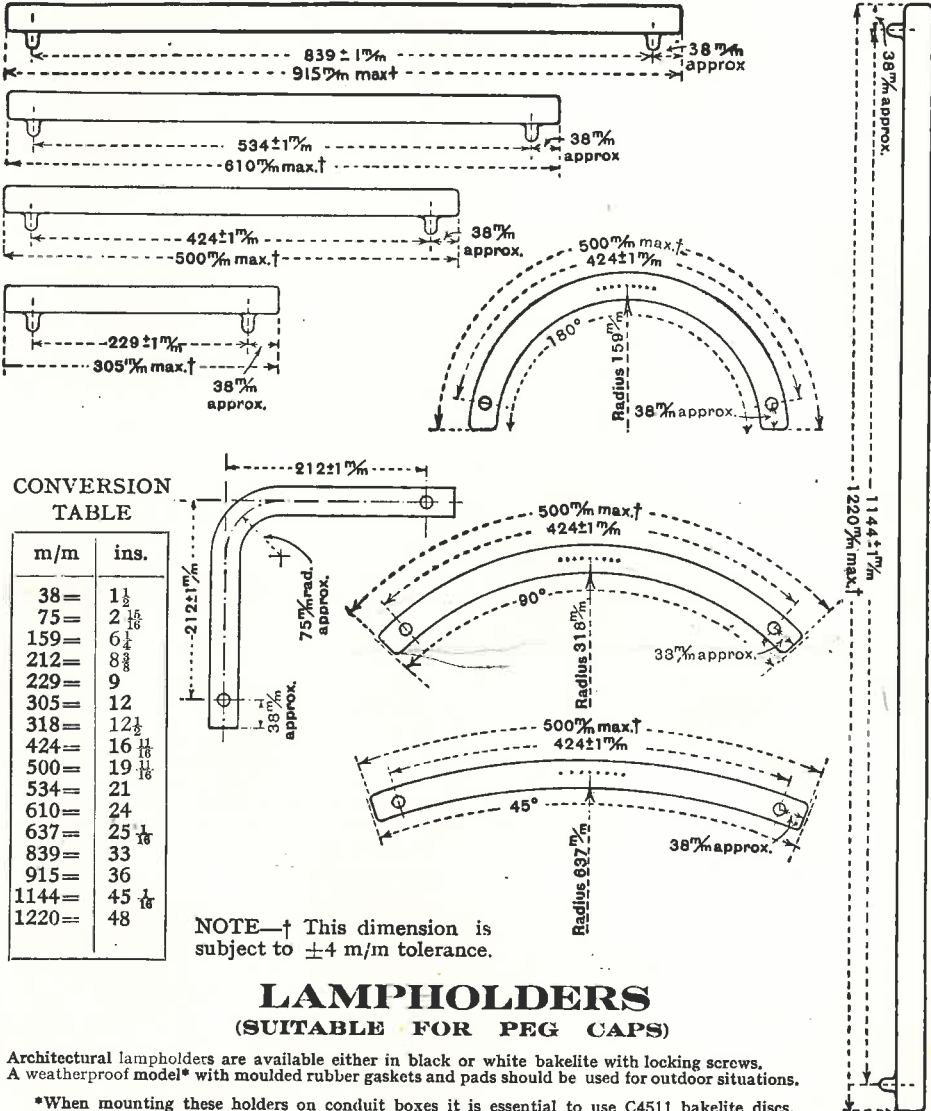 839 ± 1m/m
38 m/m
approx
915m/m max†
534±1m/m
38m/m
approx
610m/m max.†
424±1m/m
38m/m
approx.
500m/m max.†
229±1m/m
305m/m max.†
38m/m
approx.
500m/m max.†
424±1m/m
180°
Radius 159m/m
38m/m approx.
38m/m approx.
1144±1m/m
1220m/m max.†
212±1m/m
212±1m/m
75m/m rad.
approx.
38m/m
approx.
500m/m max.†
424±1m/m
90°
Radius 318m/m
38m/m approx.
500m/m max.†
424±1m/m
45°
Radius 637m/m
38m/m approx.
CONVERSION
TABLE
m/m ins.
38= 1½
75= 2 15/16
159= 6¼
212= 8⅜
229= 9
305= 12
318= 12½
424= 16 11/16
500= 19 11/16
534= 21
610= 24
637= 25 1/16
839= 33
915= 36
1144= 45 1/16
1220= 48
NOTE—† This dimension is
subject to ±4 m/m tolerance.
LAMPHOLDERS
(SUITABLE FOR PEG CAPS)
Architectural lampholders are available either in black or white bakelite with locking screws.
A weatherproof model* with moulded rubber gaskets and pads should be used for outdoor situations.
*When mounting these holders on conduit boxes it is essential to use C4511 bakelite discs.